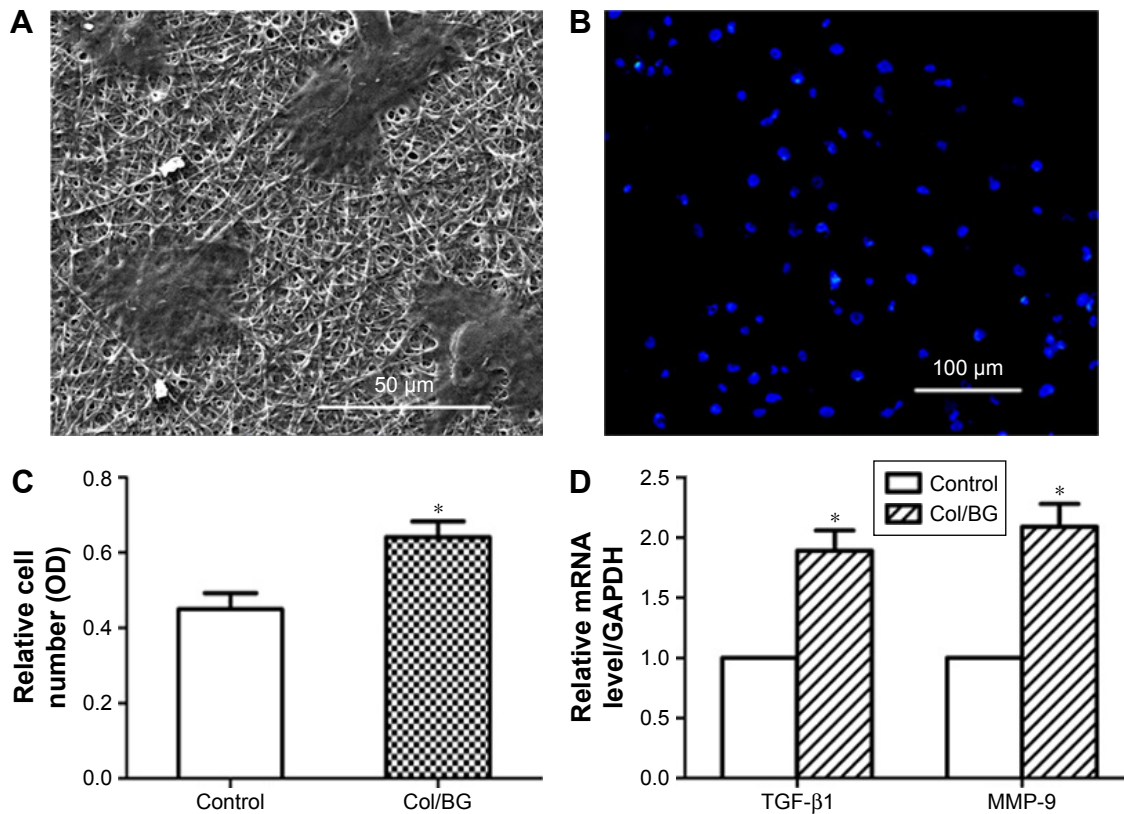 A
50 μm
B
100 μm
C
Relative cell
number (OD)
0.8
0.6
0.4
0.2
0.0
*
Control
Col/BG
D
Relative mRNA
level/GAPDH
2.5
2.0
1.5
1.0
0.5
0.0
Control
Col/BG
*
*
TGF-β1
MMP-9